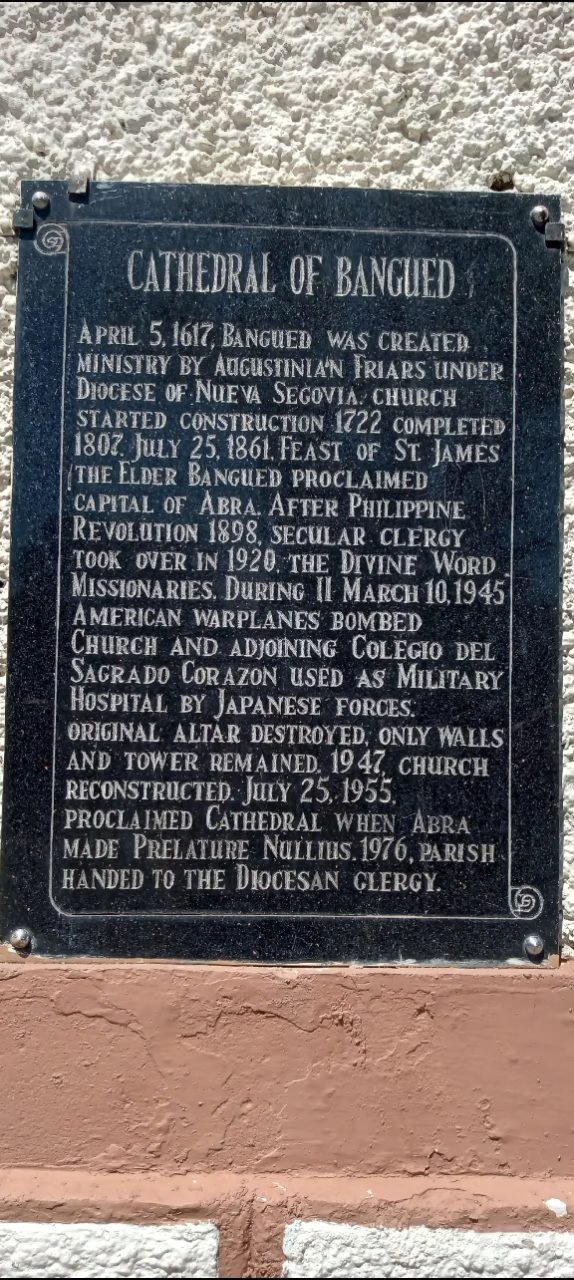 CATHEDRAL OF BANGUED
APRIL 5, 1617, BANGUED WAS CREATED
MINISTRY BY AUGUSTINIAN FRIARS UNDER
DIOCESE OF NUEVA SEGOVIA. CHURCH
STARTED CONSTRUCTION 1722 COMPLETED
1807. JULY 25, 1861. FEAST OF ST. JAMES
THE ELDER BANGUED PROCLAIMED
CAPITAL OF ABRA. AFTER PHILIPPINE
REVOLUTION 1898, SECULAR CLERGY
TOOK OVER IN 1920, THE DIVINE WORD
MISSIONARIES. DURING II MARCH 10, 1945
AMERICAN WARPLANES BOMBED
CHURCH AND ADJOINING COLEGIO DEL
SAGRADO CORAZON USED AS MILITARY
HOSPITAL BY JAPANESE FORCES.
ORIGINAL ALTAR DESTROYED, ONLY WALLS
AND TOWER REMAINED. 1947, CHURCH
RECONSTRUCTED. JULY 25, 1955,
PROCLAIMED CATHEDRAL WHEN ABRA
MADE PRELATURE NULLIUS. 1976, PARISH
HANDED TO THE DIOCESAN CLERGY.